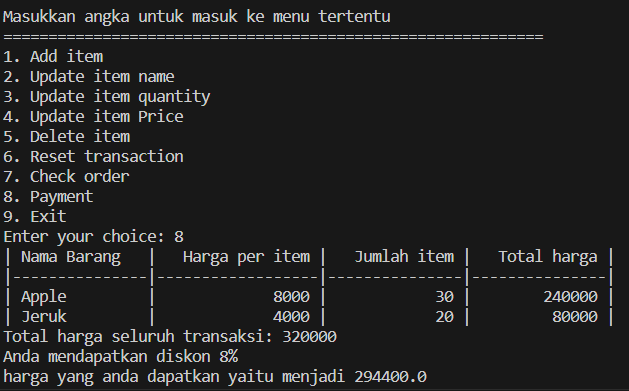 Masukkan angka untuk masuk ke menu tertentu
============================================================
1. Add item
2. Update item name
3. Update item quantity
4. Update item Price
5. Delete item
6. Reset transaction
7. Check order
8. Payment
9. Exit
Enter your choice: 8
| Nama Barang   |   Harga per item |   Jumlah item |   Total harga |
|---------------|------------------|---------------|---------------|
| Apple         |             8000 |            30 |        240000 |
| Jeruk         |             4000 |            20 |         80000 |
Total harga seluruh transaksi: 320000
Anda mendapatkan diskon 8%
harga yang anda dapatkan yaitu menjadi 294400.0